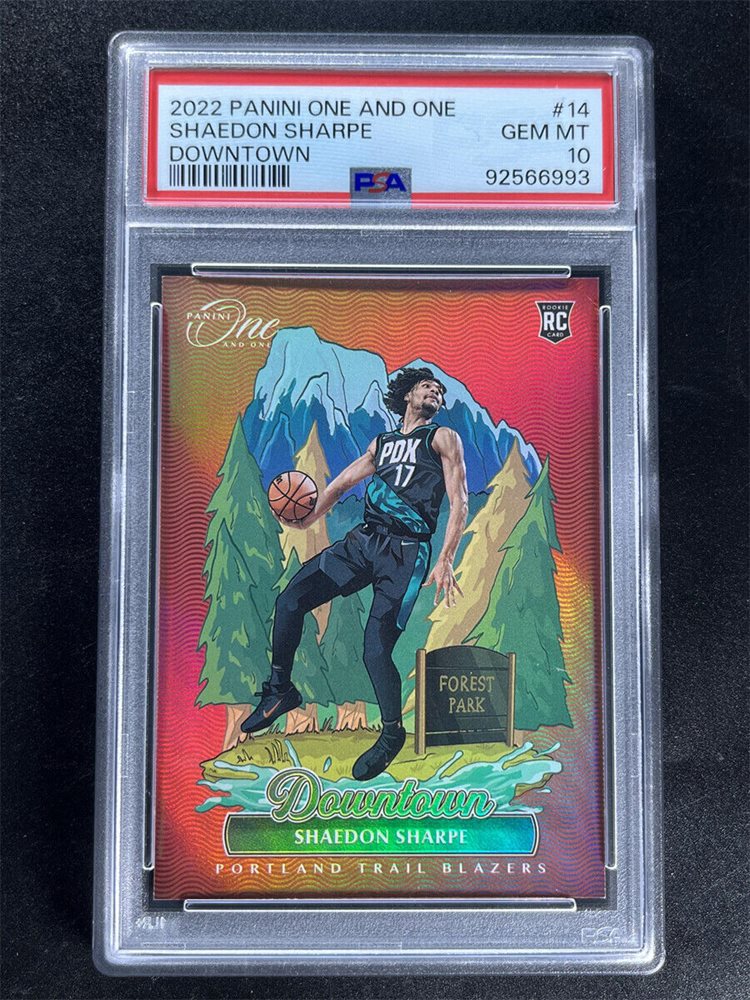 2022 PANINI ONE AND ONE #14
SHAEDON SHARPE GEM MT
DOWNTOWN 10
PSA 92566993
PANINI One AND ONE
ROOKIE
RC
CARD
PDX
17
FOREST
PARK
Downtown
SHAEDON SHARPE
PORTLAND TRAIL BLAZERS
PSA